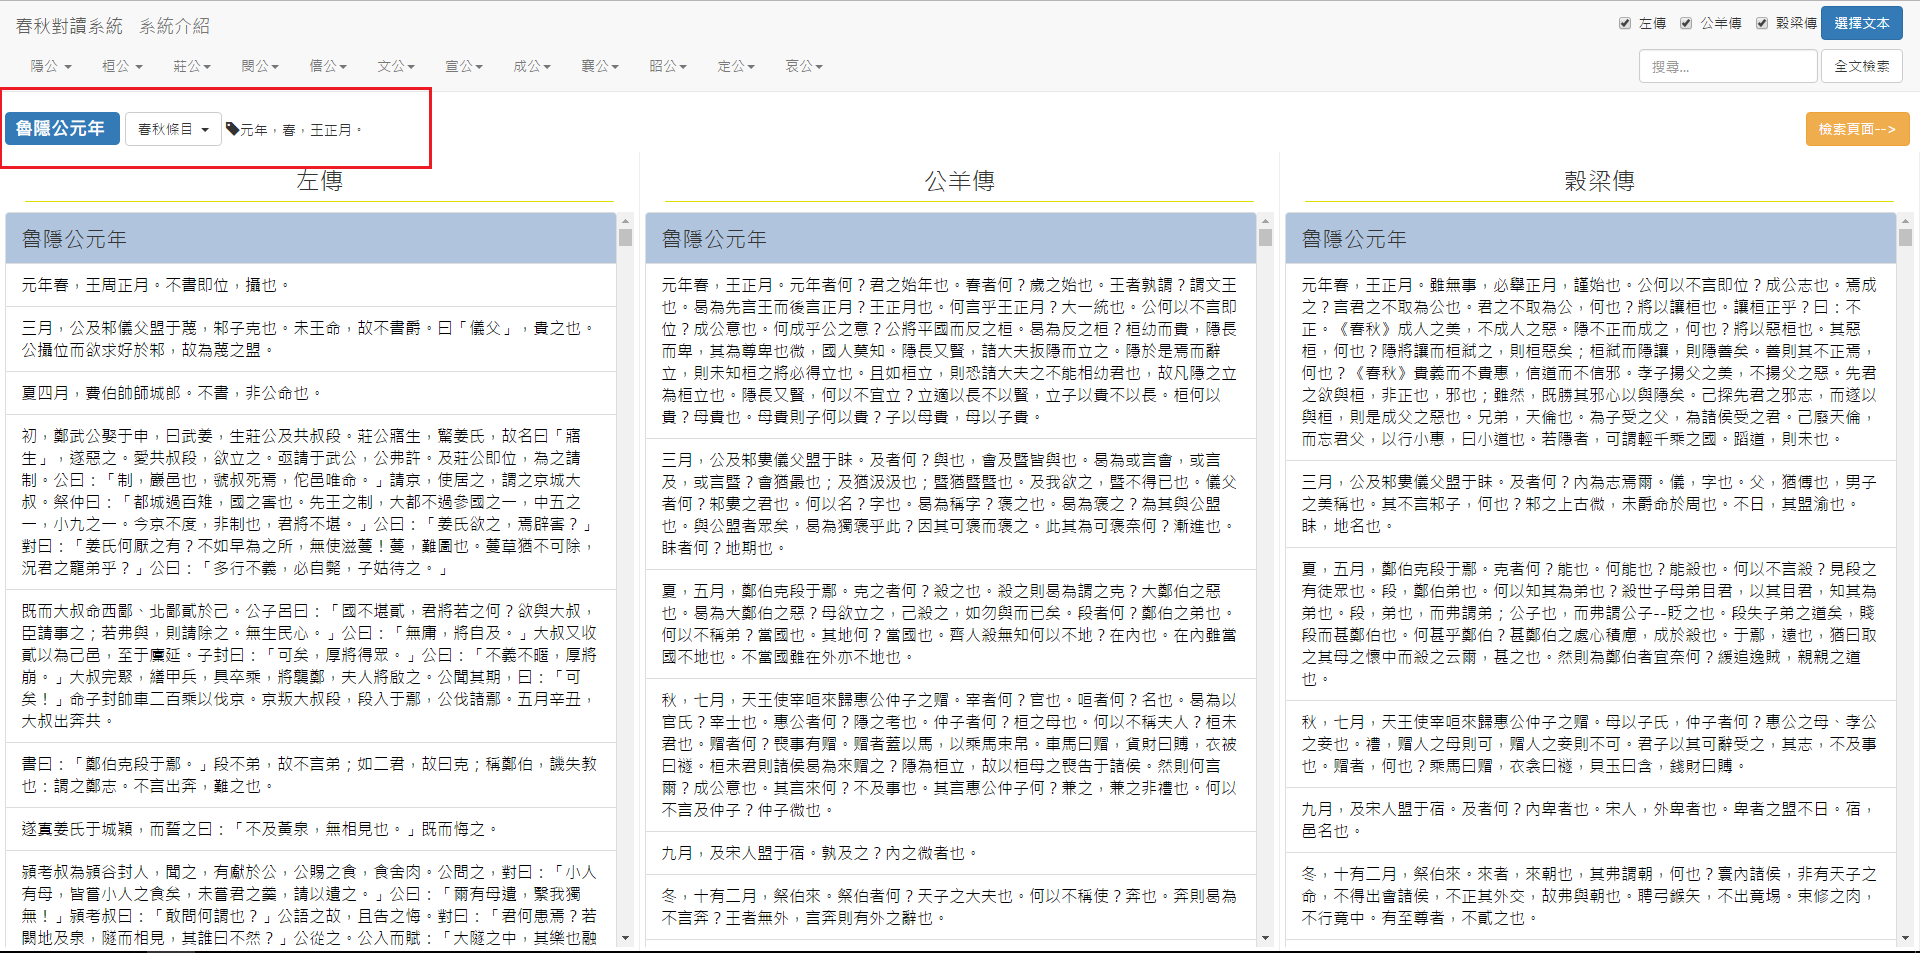 春秋對讀系統 系統介紹
左傳 公羊傳 穀梁傳 選擇文本
隱公 桓公 莊公 閔公 僖公 文公 宣公 成公 襄公 昭公 定公 哀公
搜尋... 全文檢索
魯隱公元年 春秋條目 元年，春，王正月。
檢索頁面-->
左傳
魯隱公元年
元年春，王周正月。不書即位，攝也。
三月，公及邾儀父盟于蔑，邾子克也。未王命，故不書爵。曰「儀父」，貴之也。
公攝位而欲求好於邾，故為蔑之盟。
夏四月，費伯帥師城郎。不書，非公命也。
初，鄭武公娶于申，曰武姜，生莊公及共叔段。莊公寤生，驚姜氏，故名曰「寤
生」，遂惡之。愛共叔段，欲立之。亟請于武公，公弗許。及莊公即位，為之請
制。公曰：「制，巖邑也，虢叔死焉，佗邑唯命。」請京，使居之，謂之京城大
叔。祭仲曰：「都城過百雉，國之害也。先王之制，大都不過參國之一，中五之
一，小九之一。今京不度，非制也，君將不堪。」公曰：「姜氏欲之，焉辟害？」
對曰：「姜氏何厭之有？不如早為之所，無使滋蔓！蔓，難圖也。蔓草猶不可除，
況君之寵弟乎？」公曰：「多行不義，必自斃，子姑待之。」
既而大叔命西鄙、北鄙貳於己。公子呂曰：「國不堪貳，君將若之何？欲與大叔，
臣請事之；若弗與，則請除之。無生民心。」公曰：「無庸，將自及。」大叔又收
貳以為己邑，至于廩延。子封曰：「可矣，厚將得眾。」公曰：「不義不暱，厚將
崩。」大叔完聚，繕甲兵，具卒乘，將襲鄭，夫人將啟之。公聞其期，曰：「可
矣！」命子封帥車二百乘以伐京。京叛大叔段，段入于鄢，公伐諸鄢。五月辛丑，
大叔出奔共。
書曰：「鄭伯克段于鄢。」段不弟，故不言弟；如二君，故曰克；稱鄭伯，譏失教
也：謂之鄭志。不言出奔，難之也。
遂寘姜氏于城穎，而誓之曰：「不及黃泉，無相見也。」既而悔之。
潁考叔為潁谷封人，聞之，有獻於公，公賜之食，食舍肉。公問之，對曰：「小人
有母，皆嘗小人之食矣，未嘗君之羹，請以遺之。」公曰：「爾有母遺，繄我獨
無！」潁考叔曰：「敢問何謂也？」公語之故，且告之悔。對曰：「君何患焉？若
闕地及泉，隧而相見，其誰曰不然？」公從之。公入而賦：「大隧之中，其樂也融
公羊傳
魯隱公元年
元年春，王正月。元年者何？君之始年也。春者何？歲之始也。王者孰謂？謂文王
也。曷為先言王而後言正月？王正月也。何言乎王正月？大一統也。公何以不言即
位？成公意也。何成乎公之意？公將平國而反之桓。曷為反之桓？桓幼而貴，隱長
而卑，其為尊卑也微，國人莫知。隱長又賢，諸大夫扳隱而立之。隱於是焉而辭
立，則未知桓之將必得立也。且如桓立，則恐諸大夫之不能相幼君也，故凡隱之立
為桓立也。隱長又賢，何以不宜立？立適以長不以賢，立子以貴不以長。桓何以
貴？母貴也。母貴則子何以貴？子以母貴，母以子貴。
三月，公及邾婁儀父盟于眛。及者何？與也，會及暨皆與也。曷為或言會，或言
及，或言暨？會猶最也；及猶汲汲也；暨猶暨暨也。及我欲之，暨不得已也。儀父
者何？邾婁之君也。何以名？字也。曷為稱字？褒之也。曷為褒之？為其與公盟
也。與公盟者眾矣，曷為獨褒乎此？因其可褒而褒之。此其為可褒奈何？漸進也。
眛者何？地期也。
夏，五月，鄭伯克段于鄢。克之者何？殺之也。殺之則曷為謂之克？大鄭伯之惡
也。曷為大鄭伯之惡？母欲立之，己殺之，如勿與而已矣。段者何？鄭伯之弟也。
何以不稱弟？當國也。其地何？當國也。齊人殺無知何以不地？在內也。在內雖當
國不地也。不當國雖在外亦不地也。
秋，七月，天王使宰咺來歸惠公仲子之賵。宰者何？官也。咺者何？名也。曷為以
官氏？宰士也。惠公者何？隱之考也。仲子者何？桓之母也。何以不稱夫人？桓未
君也。賵者何？喪事有賵。賵者蓋以馬，以乘馬束帛。車馬曰賵，貨財曰賻，衣被
曰襚。桓未君則諸侯曷為來賵之？隱為桓立，故以桓母之喪告于諸侯。然則何言
爾？成公意也。其言來何？不及事也。其言惠公仲子何？兼之，兼之非禮也。何以
不言及仲子？仲子微也。
九月，及宋人盟于宿。孰及之？內之微者也。
冬，十有二月，祭伯來。祭伯者何？天子之大夫也。何以不稱使？奔也。奔則曷為
不言奔？王者無外，言奔則有外之辭也。
穀梁傳
魯隱公元年
元年春，王正月。雖無事，必舉正月，謹始也。公何以不言即位？成公志也。焉成
之？言君之不取為公也。君之不取為公，何也？將以讓桓也。讓桓正乎？曰：不
正。《春秋》成人之美，不成人之惡。隱不正而成之，何也？將以惡桓也。其惡
桓，何也？隱將讓而桓弒之，則桓惡矣；桓弒而隱讓，則隱善矣。善則其不正焉，
何也？《春秋》貴義而不貴惠，信道而不信邪。孝子揚父之美，不揚父之惡。先君
之欲與桓，非正也，邪也；雖然，既勝其邪心以與隱矣。己探先君之邪志，而遂以
與桓，則是成父之惡也。兄弟，天倫也。為子受之父，為諸侯受之君。己廢天倫，
而忘君父，以行小惠，曰小道也。若隱者，可謂輕千乘之國。蹈道，則未也。
三月，公及邾婁儀父盟于眛。及者何？內為志焉爾。儀，字也。父，猶傅也，男子
之美稱也。其不言邾子，何也？邾之上古微，未爵命於周也。不日，其盟渝也。
眛，地名也。
夏，五月，鄭伯克段于鄢。克者何？能也。何能也？能殺也。何以不言殺？見段之
有徒眾也。段，鄭伯弟也。何以知其為弟也？殺世子母弟目君，以其目君，知其為
弟也。段，弟也，而弗謂弟；公子也，而弗謂公子--貶之也。段失子弟之道矣，賤
段而甚鄭伯也。何甚乎鄭伯？甚鄭伯之處心積慮，成於殺也。于鄢，遠也，猶曰取
之其母之懷中而殺之云爾，甚之也。然則為鄭伯者宜奈何？緩追逸賊，親親之道
也。
秋，七月，天王使宰咺來歸惠公仲子之賵。母以子氏，仲子者何？惠公之母、孝公
之妾也。禮，賵人之母則可，賵人之妾則不可。君子以其可辭受之，其志，不及事
也。賵者，何也？乘馬曰賵，衣衾曰襚，貝玉曰含，錢財曰賻。
九月，及宋人盟于宿。及者何？內卑者也。宋人，外卑者也。卑者之盟不日。宿，
邑名也。
冬，十有二月，祭伯來。來者，來朝也，其弗謂朝，何也？寰內諸侯，非有天子之
命，不得出會諸侯，不正其外交，故弗與朝也。聘弓鍭矢，不出竟埸。束修之肉，
不行竟中。有至尊者，不貳之也。